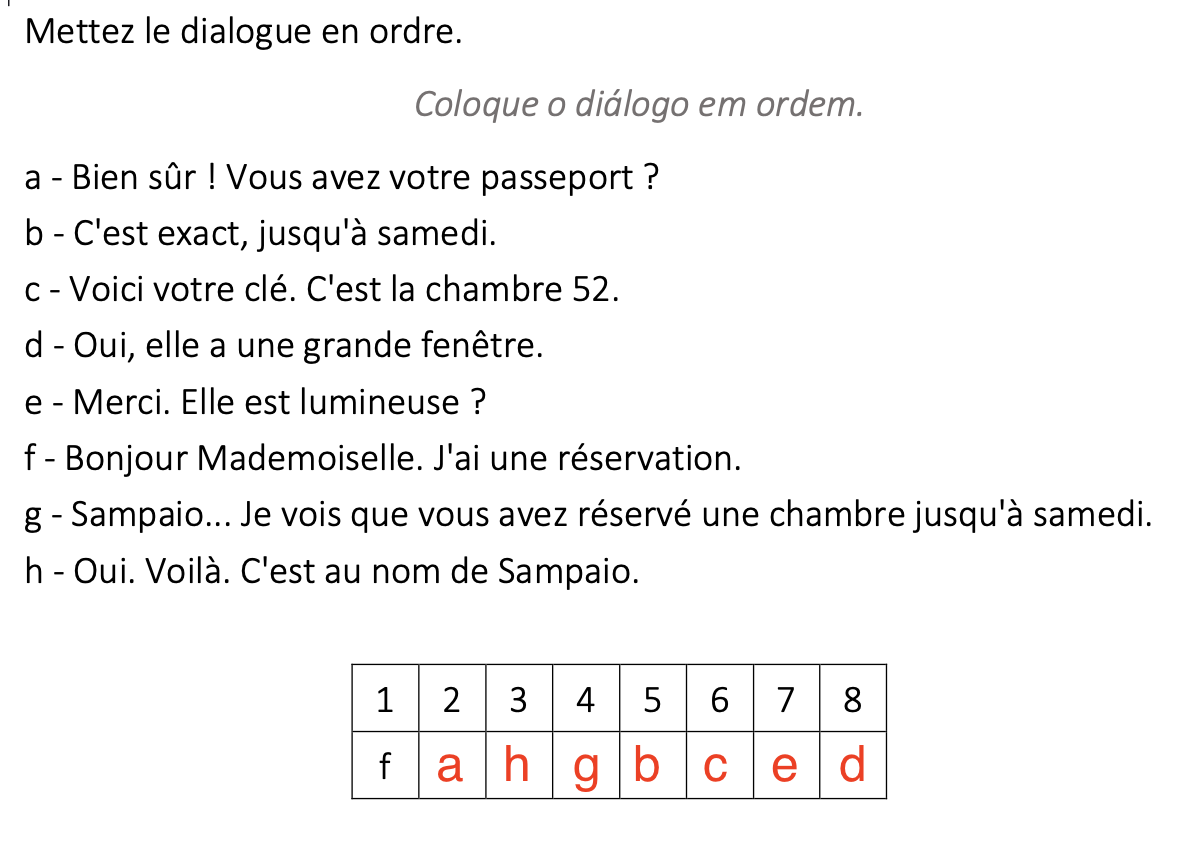 Mettez le dialogue en ordre.
Coloque o diálogo em ordem.
a - Bien sûr ! Vous avez votre passeport ?
b - C'est exact, jusqu'à samedi.
c - Voici votre clé. C'est la chambre 52.
d - Oui, elle a une grande fenêtre.
e - Merci. Elle est lumineuse ?
f - Bonjour Mademoiselle. J'ai une réservation.
g - Sampaio... Je vois que vous avez réservé une chambre jusqu'à samedi.
h - Oui. Voilà. C'est au nom de Sampaio.
1 2 3 4 5 6 7 8
f a h g b c e d